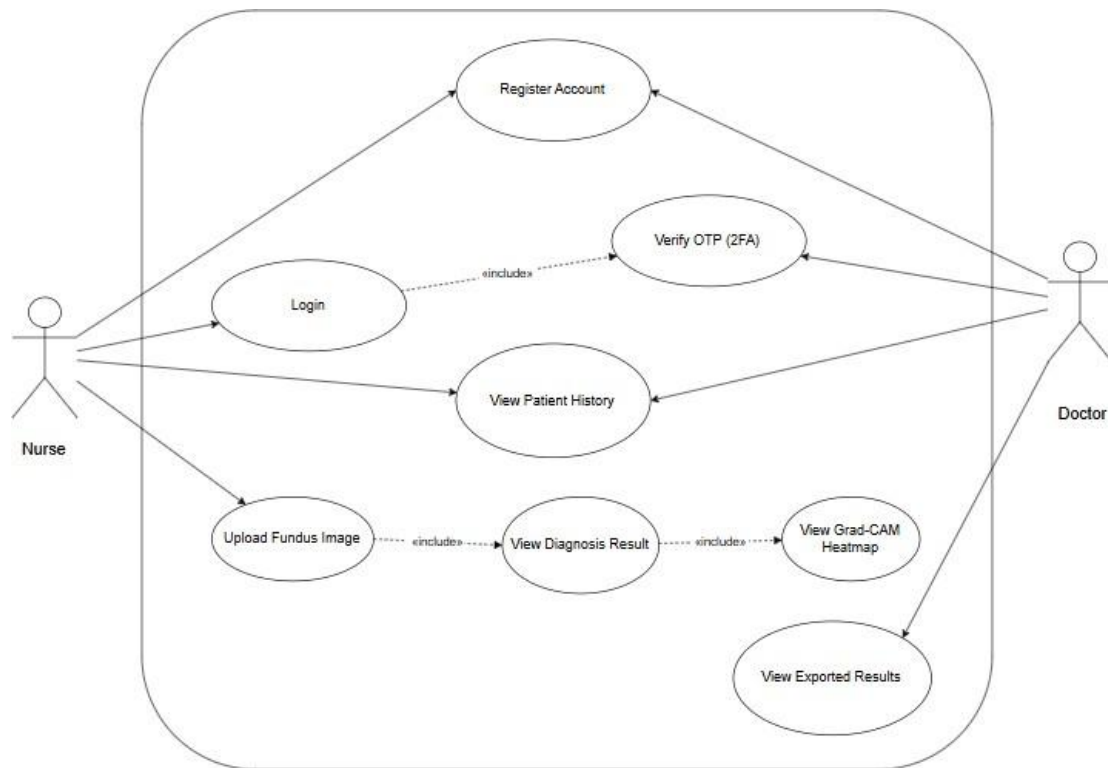 Register Account
Verify OTP (2FA)
«include»
Login
View Patient History
Nurse
Doctor
Upload Fundus Image
«include»
View Diagnosis Result
«include»
View Grad-CAM
Heatmap
View Exported Results